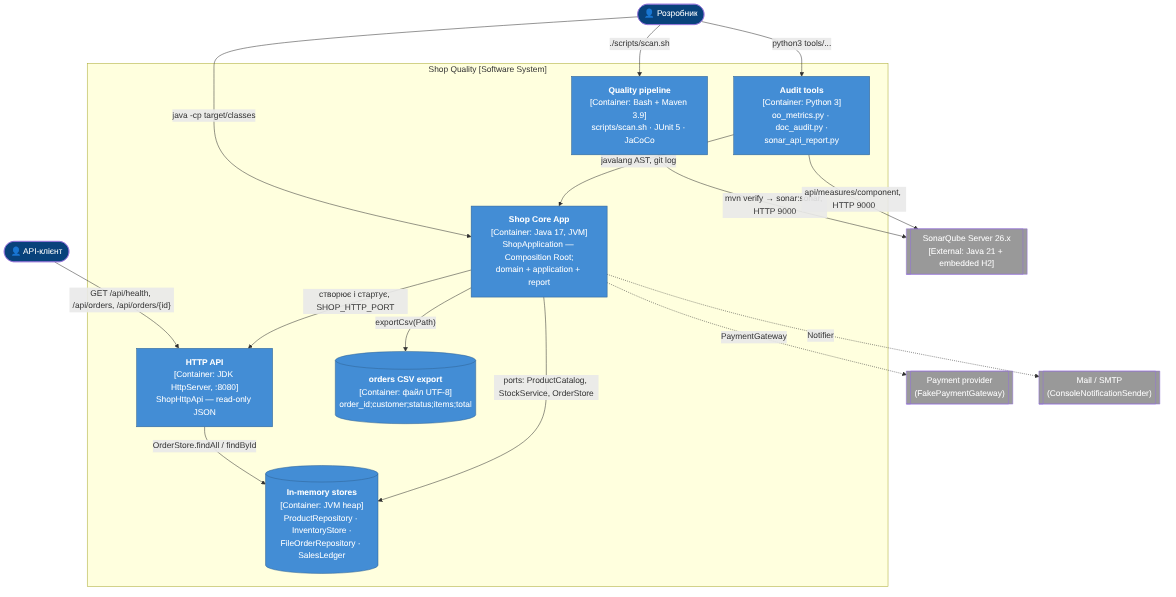 👤 Розробник
./scripts/scan.sh
python3 tools/...
Shop Quality [Software System]
Quality pipeline
[Container: Bash + Maven
3.9]
scripts/scan.sh · JUnit 5 ·
JaCoCo
Audit tools
[Container: Python 3]
oo_metrics.py ·
doc_audit.py ·
sonar_api_report.py
java -cp target/classes
javalang AST, git log
mvn verify → sonar:s
HTTP 9000
api/measures/component,
HTTP 9000
Shop Core App
[Container: Java 17, JVM]
ShopApplication —
Composition Root;
domain + application +
report
SonarQube Server 26.x
[External: Java 21 +
embedded H2]
👤 API-клієнт
GET /api/health,
/api/orders, /api/orders/{id}
створює і стартує,
SHOP_HTTP_PORT
exportCsv(Path)
PaymentGateway
Notifier
HTTP API
[Container: JDK
HttpServer, :8080]
ShopHttpApi — read-only
JSON
orders CSV export
[Container: файл UTF-8]
order_id;customer;status;items;total
ports: ProductCatalog,
StockService, OrderStore
Payment provider
(FakePaymentGateway)
Mail / SMTP
(ConsoleNotificationSender)
OrderStore.findAll / findById
In-memory stores
[Container: JVM heap]
ProductRepository ·
InventoryStore ·
FileOrderRepository ·
SalesLedger